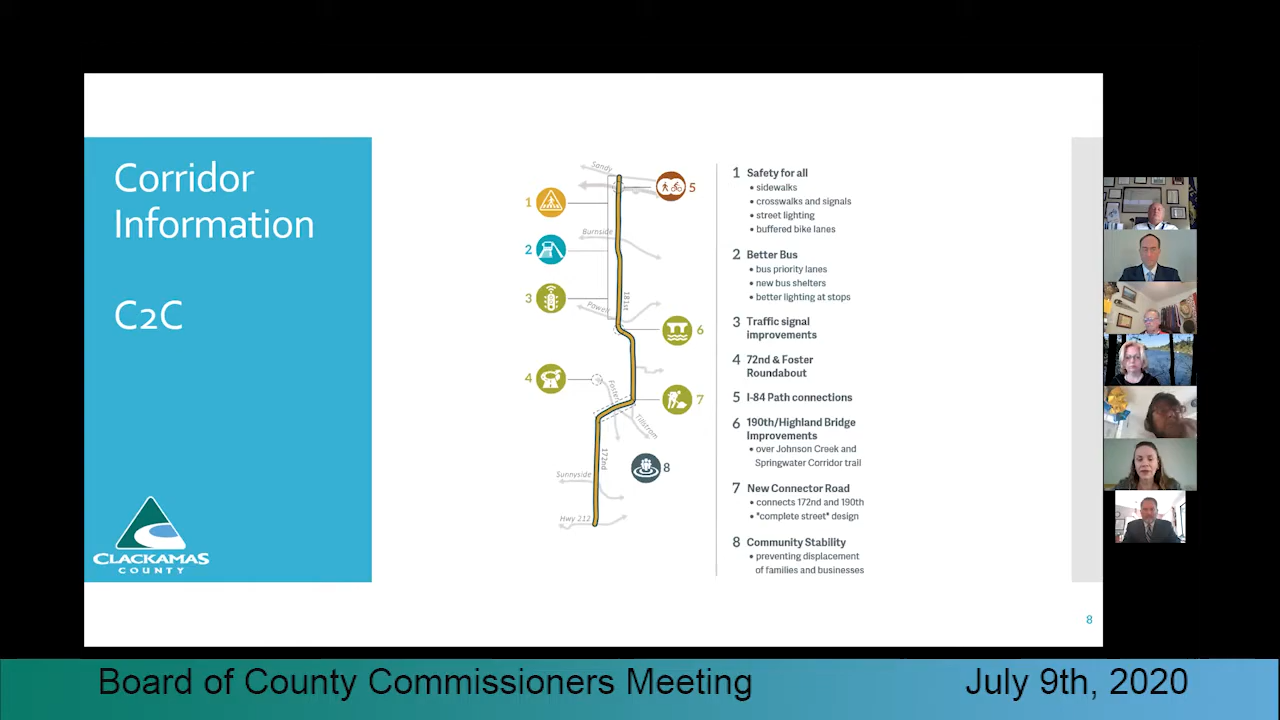 Corridor
Information
C2C
CLACKAMAS
COUNTY
Sandy
Burnside
181st
Powell
Foster
Tillstrom
172nd
Sunnyside
Hwy 212
1
2
3
4
5
6
7
8
1 Safety for all
• sidewalks
• crosswalks and signals
• street lighting
• buffered bike lanes
2 Better Bus
• bus priority lanes
• new bus shelters
• better lighting at stops
3 Traffic signal
improvements
4 72nd & Foster
Roundabout
5 I-84 Path connections
6 190th/Highland Bridge
Improvements
• over Johnson Creek and
Springwater Corridor trail
7 New Connector Road
• connects 172nd and 190th
• "complete street" design
8 Community Stability
• preventing displacement
of families and businesses
8
Board of County Commissioners Meeting
July 9th, 2020